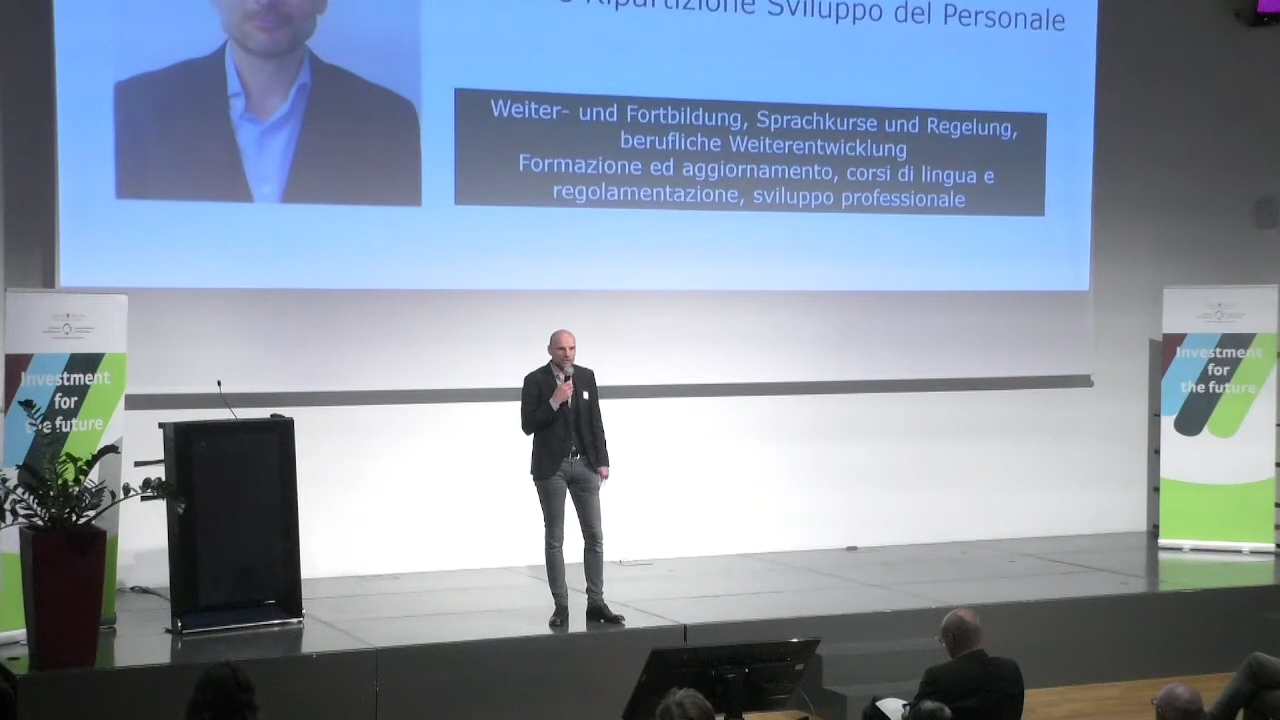 Ripartizione Sviluppo del Personale
Weiter- und Fortbildung, Sprachkurse und Regelung,
berufliche Weiterentwicklung
Formazione ed aggiornamento, corsi di lingua e
regolamentazione, sviluppo professionale
Investment
for
the future
Investment
for
the future